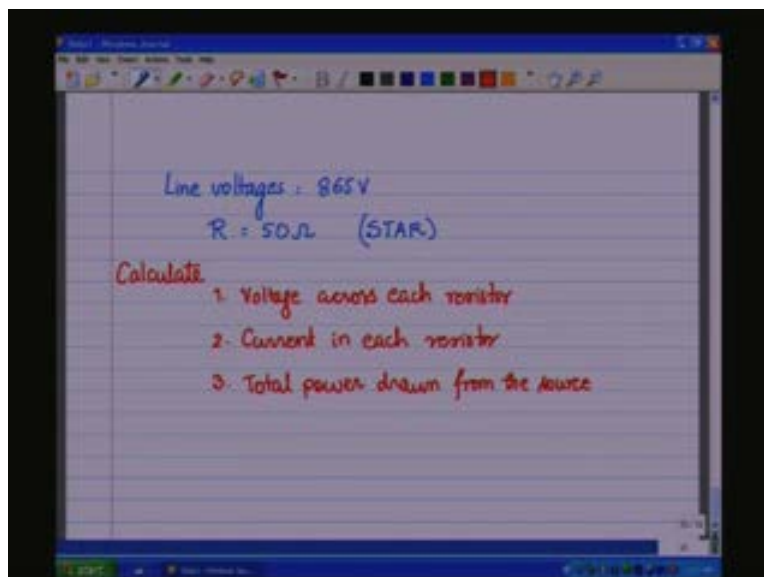 Line voltages = 865V
R = 50Ω (STAR)
Calculate
1. Voltage across each resistor
2. Current in each resistor
3. Total power drawn from the source